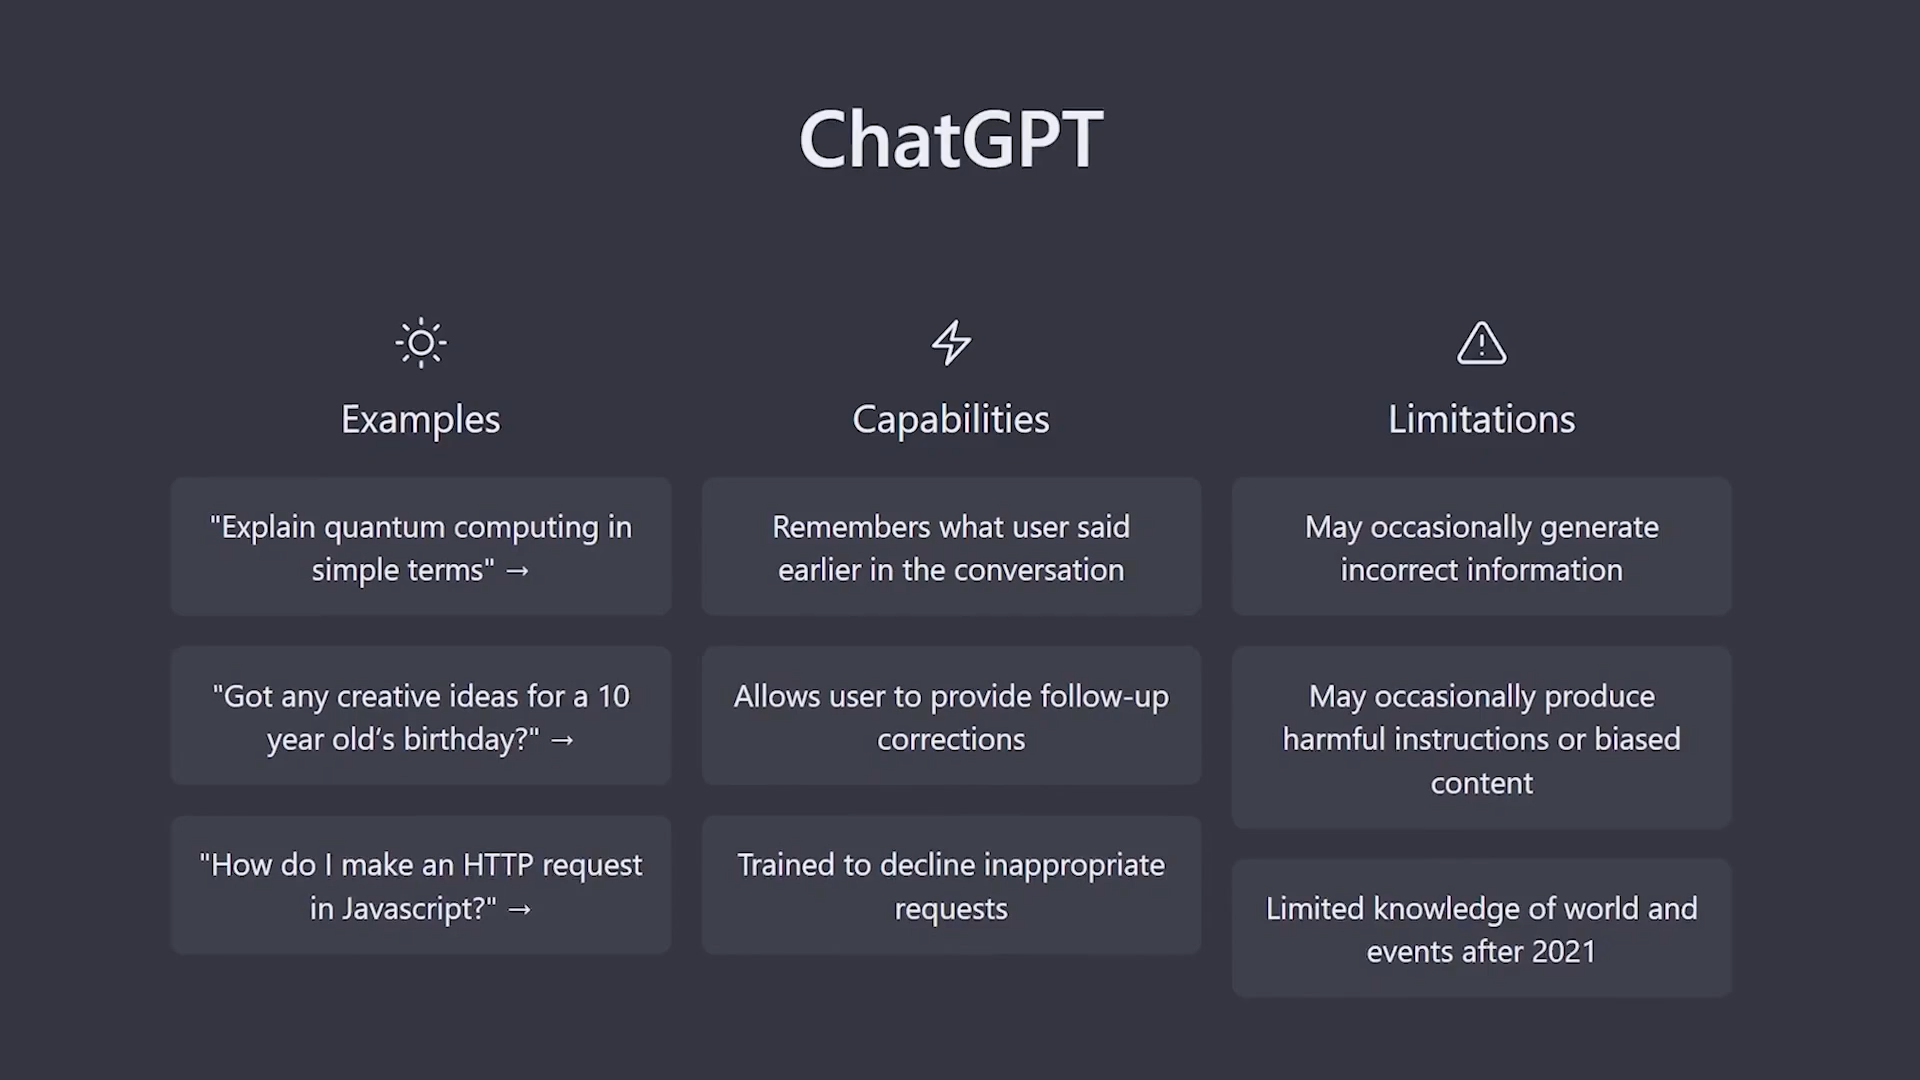 ChatGPT
Examples
"Explain quantum computing in
simple terms" →
"Got any creative ideas for a 10
year old’s birthday?" →
"How do I make an HTTP request
in Javascript?" →
Capabilities
Remembers what user said
earlier in the conversation
Allows user to provide follow-up
corrections
Trained to decline inappropriate
requests
Limitations
May occasionally generate
incorrect information
May occasionally produce
harmful instructions or biased
content
Limited knowledge of world and
events after 2021